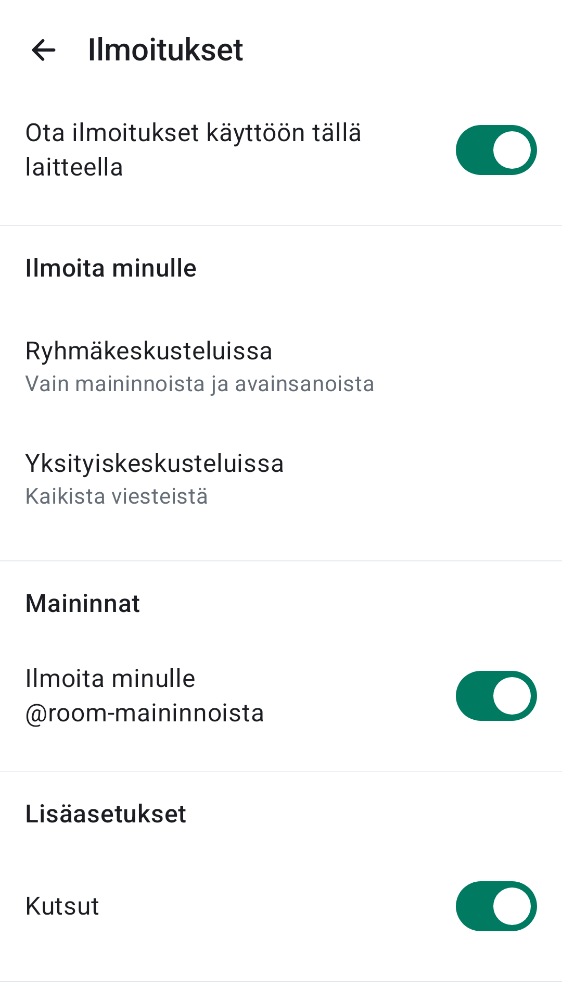 Ilmoitukset
Ota ilmoitukset käyttöön tällä
laitteella
Ilmoita minulle
Ryhmäkeskusteluissa
Vain maininnoista ja avainsanoista
Yksityiskeskusteluissa
Kaikista viesteistä
Maininnat
Ilmoita minulle
@room-maininnoista
Lisäasetukset
Kutsut